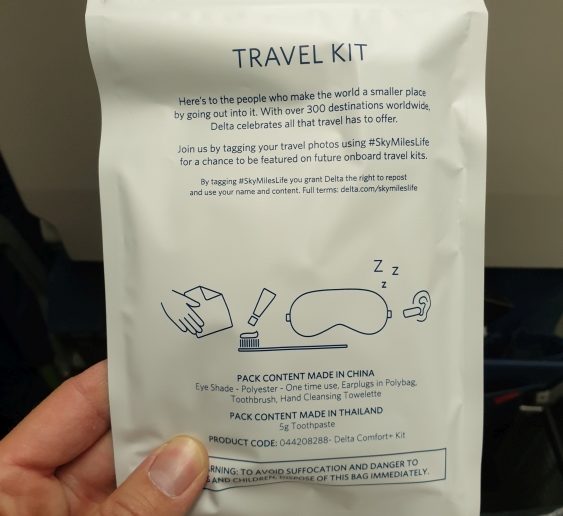 TRAVEL KIT
Here's to the people who make the world a smaller place
by going out into it. With over 300 destinations worldwide,
Delta celebrates all that travel has to offer.
Join us by tagging your travel photos using #SkyMilesLife
for a chance to be featured on future onboard travel kits.
By tagging #SkyMilesLife you grant Delta the right to repost
and use your name and content. Full terms: delta.com/skymileslife
Z z
z
PACK CONTENT MADE IN CHINA
Eye Shade - Polyester - One time use, Earplugs in Polybag,
Toothbrush, Hand Cleansing Towelette
PACK CONTENT MADE IN THAILAND
5g Toothpaste
PRODUCT CODE: 044208288- Delta Comfort+ Kit
RNING: TO AVOID SUFFOCATION AND DANGER TO
AND CHILDREN, DISPOSE OF THIS BAG IMMEDIATELY.